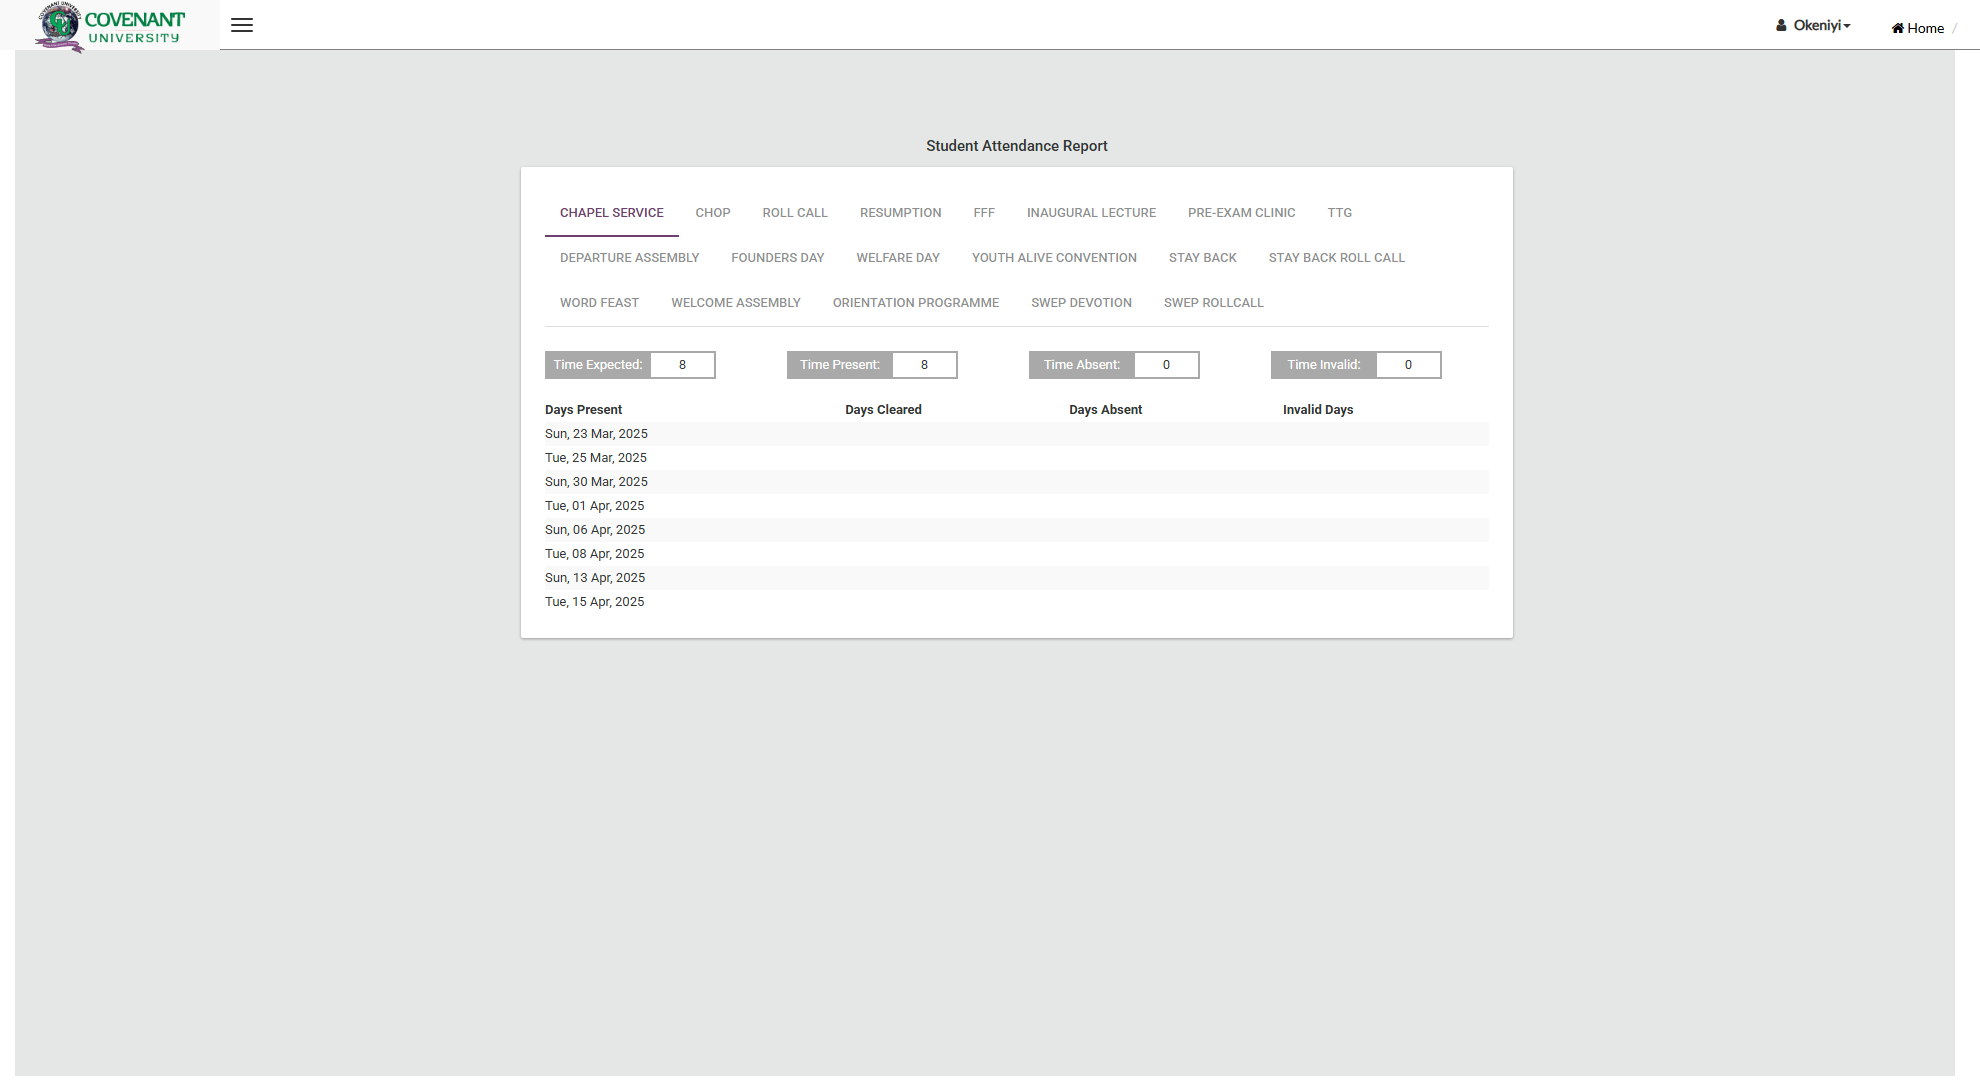 COVENANT UNIVERSITY
COVENANT
UNIVERSITY
Okeniyi
Home /
Student Attendance Report
CHAPEL SERVICE CHOP ROLL CALL RESUMPTION FFF INAUGURAL LECTURE PRE-EXAM CLINIC TTG
DEPARTURE ASSEMBLY FOUNDERS DAY WELFARE DAY YOUTH ALIVE CONVENTION STAY BACK STAY BACK ROLL CALL
WORD FEAST WELCOME ASSEMBLY ORIENTATION PROGRAMME SWEP DEVOTION SWEP ROLLCALL
Time Expected: 8 Time Present: 8 Time Absent: 0 Time Invalid: 0
Days Present Days Cleared Days Absent Invalid Days
Sun, 23 Mar, 2025
Tue, 25 Mar, 2025
Sun, 30 Mar, 2025
Tue, 01 Apr, 2025
Sun, 06 Apr, 2025
Tue, 08 Apr, 2025
Sun, 13 Apr, 2025
Tue, 15 Apr, 2025